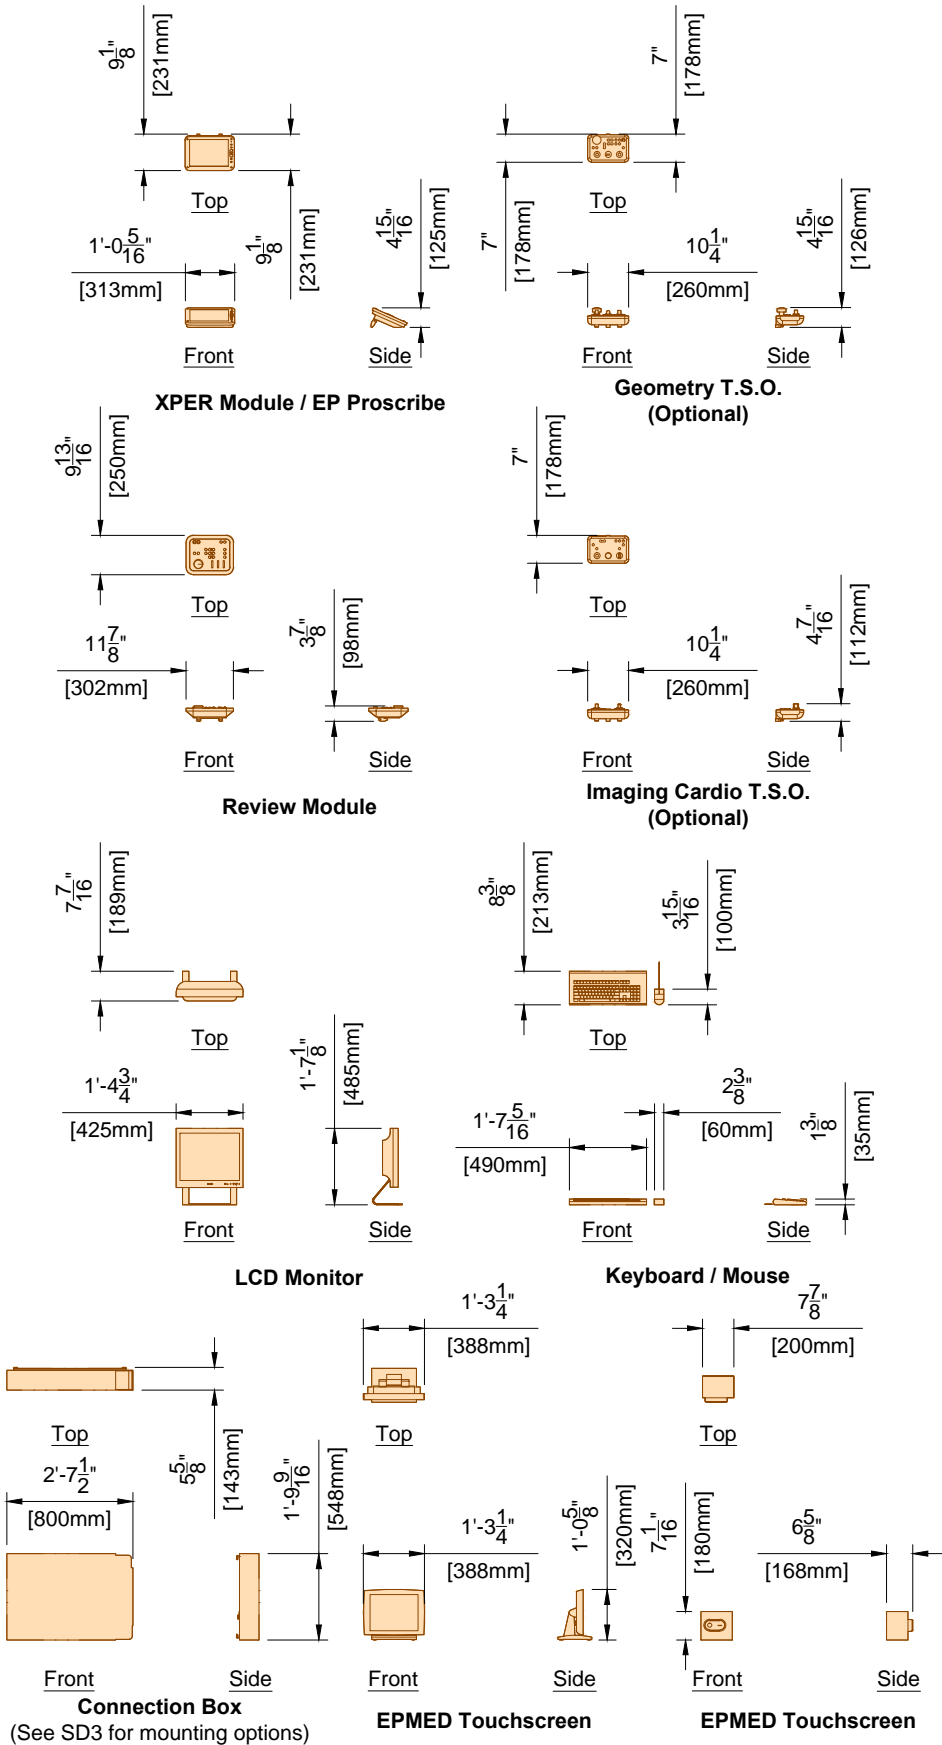 9 1/8"
[231mm]
Top
9 1/8"
[231mm]
1'-0 5/16"
[313mm]
Front
4 15/16"
[125mm]
Side
XPER Module / EP Proscribe
7"
[178mm]
7"
[178mm]
Top
10 1/4"
[260mm]
Front
4 15/16"
[126mm]
Side
Geometry T.S.O.
(Optional)
9 13/16"
[250mm]
Top
11 7/8"
[302mm]
Front
3 7/8"
[98mm]
Side
Review Module
7"
[178mm]
Top
10 1/4"
[260mm]
Front
4 7/16"
[112mm]
Side
Imaging Cardio T.S.O.
(Optional)
7 7/16"
[189mm]
Top
1'-4 3/4"
[425mm]
Front
1'-7 1/8"
[485mm]
Side
LCD Monitor
8 3/8"
[213mm]
3 15/16"
[100mm]
Top
1'-7 5/16"
[490mm]
2 3/8"
[60mm]
Front
1 3/8"
[35mm]
Side
Keyboard / Mouse
Top
5 5/8"
[143mm]
2'-7 1/2"
[800mm]
Front
1'-9 9/16"
[548mm]
Side
Connection Box
(See SD3 for mounting options)
1'-3 1/4"
[388mm]
Top
1'-3 1/4"
[388mm]
Front
1'-0 5/8"
[320mm]
Side
EPMED Touchscreen
7 7/8"
[200mm]
Top
7 1/16"
[180mm]
Front
6 5/8"
[168mm]
Side
EPMED Touchscreen